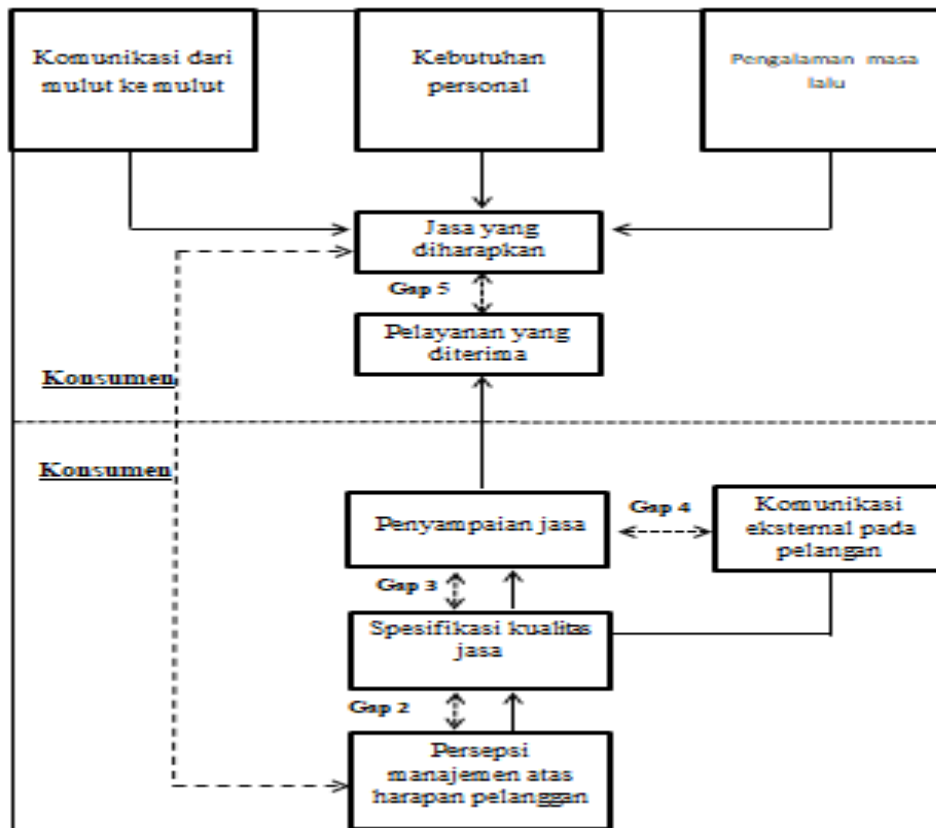 Komunikasi dari
mulut ke mulut
Kebutuhan
personal
Pengalaman masa
lalu
Jasa yang
diharapkan
Gap 5
Pelayanan yang
diterima
Konsumen
Konsumen
Penyampaian jasa
Gap 4
Komunikasi
eksternal pada
pelangan
Gap 3
Spesifikasi kualitas
jasa
Gap 2
Persepsi
manajemen atas
harapan pelanggan